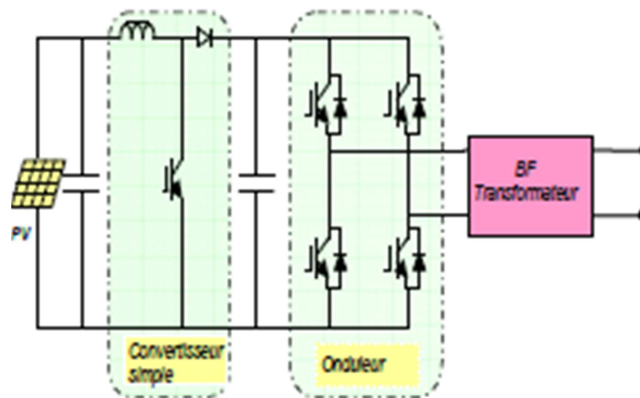 BF
Transformateur
PV
Convertisseur
simple
Onduleur